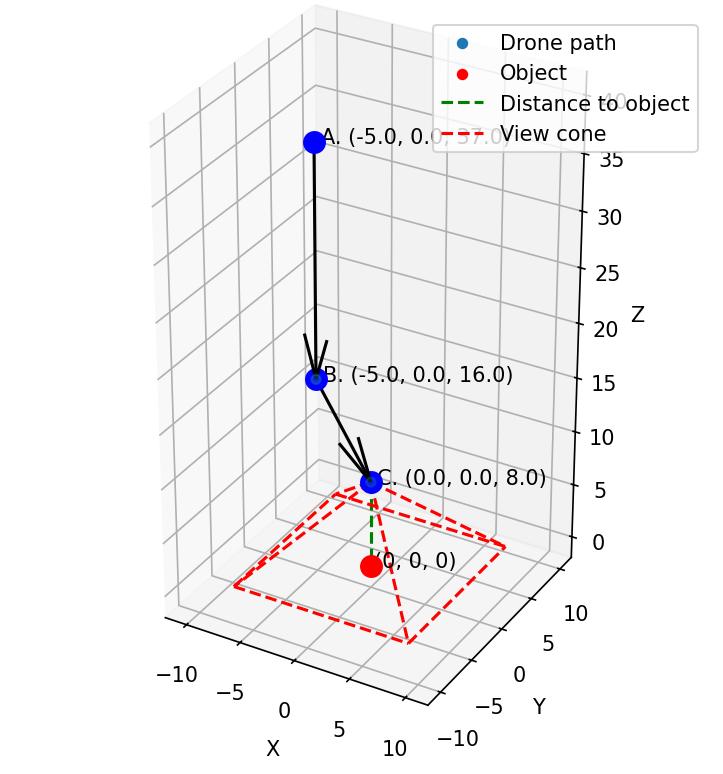 Drone path
Object
Distance to object
View cone
A. (-5.0, 0.0, 37.0)
B. (-5.0, 0.0, 16.0)
C. (0.0, 0.0, 8.0)
(0, 0, 0)
40
35
30
25
20
15
10
5
0
Z
10
5
0
−5
−10
Y
−10
−5
0
5
10
X